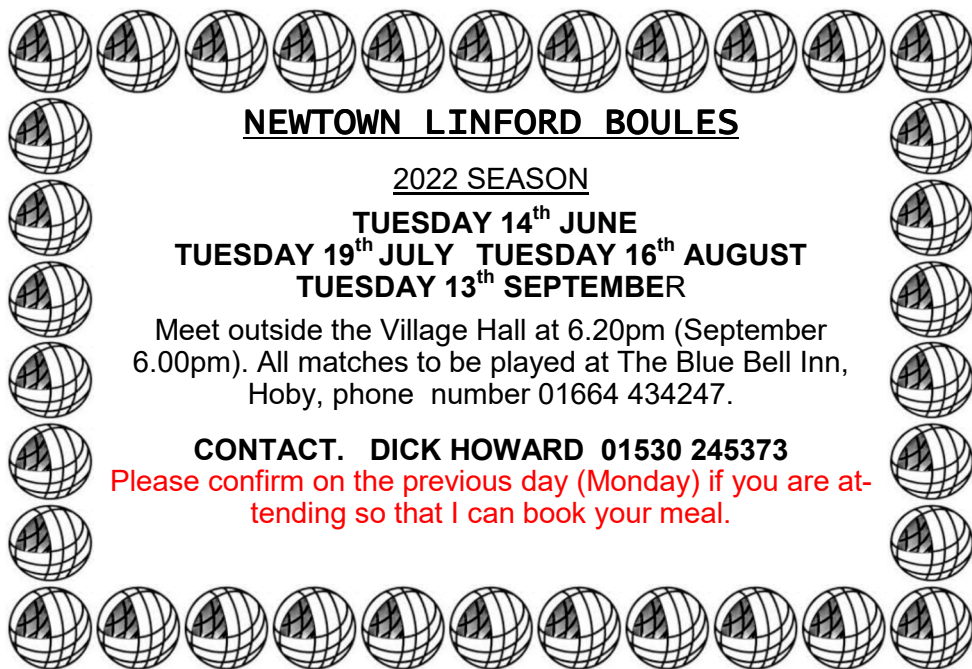 NEWTOWN LINFORD BOULES
2022 SEASON
TUESDAY 14th JUNE
TUESDAY 19th JULY TUESDAY 16th AUGUST
TUESDAY 13th SEPTEMBER
Meet outside the Village Hall at 6.20pm (September
6.00pm). All matches to be played at The Blue Bell Inn,
Hoby, phone number 01664 434247.
CONTACT. DICK HOWARD 01530 245373
Please confirm on the previous day (Monday) if you are at-
tending so that I can book your meal.